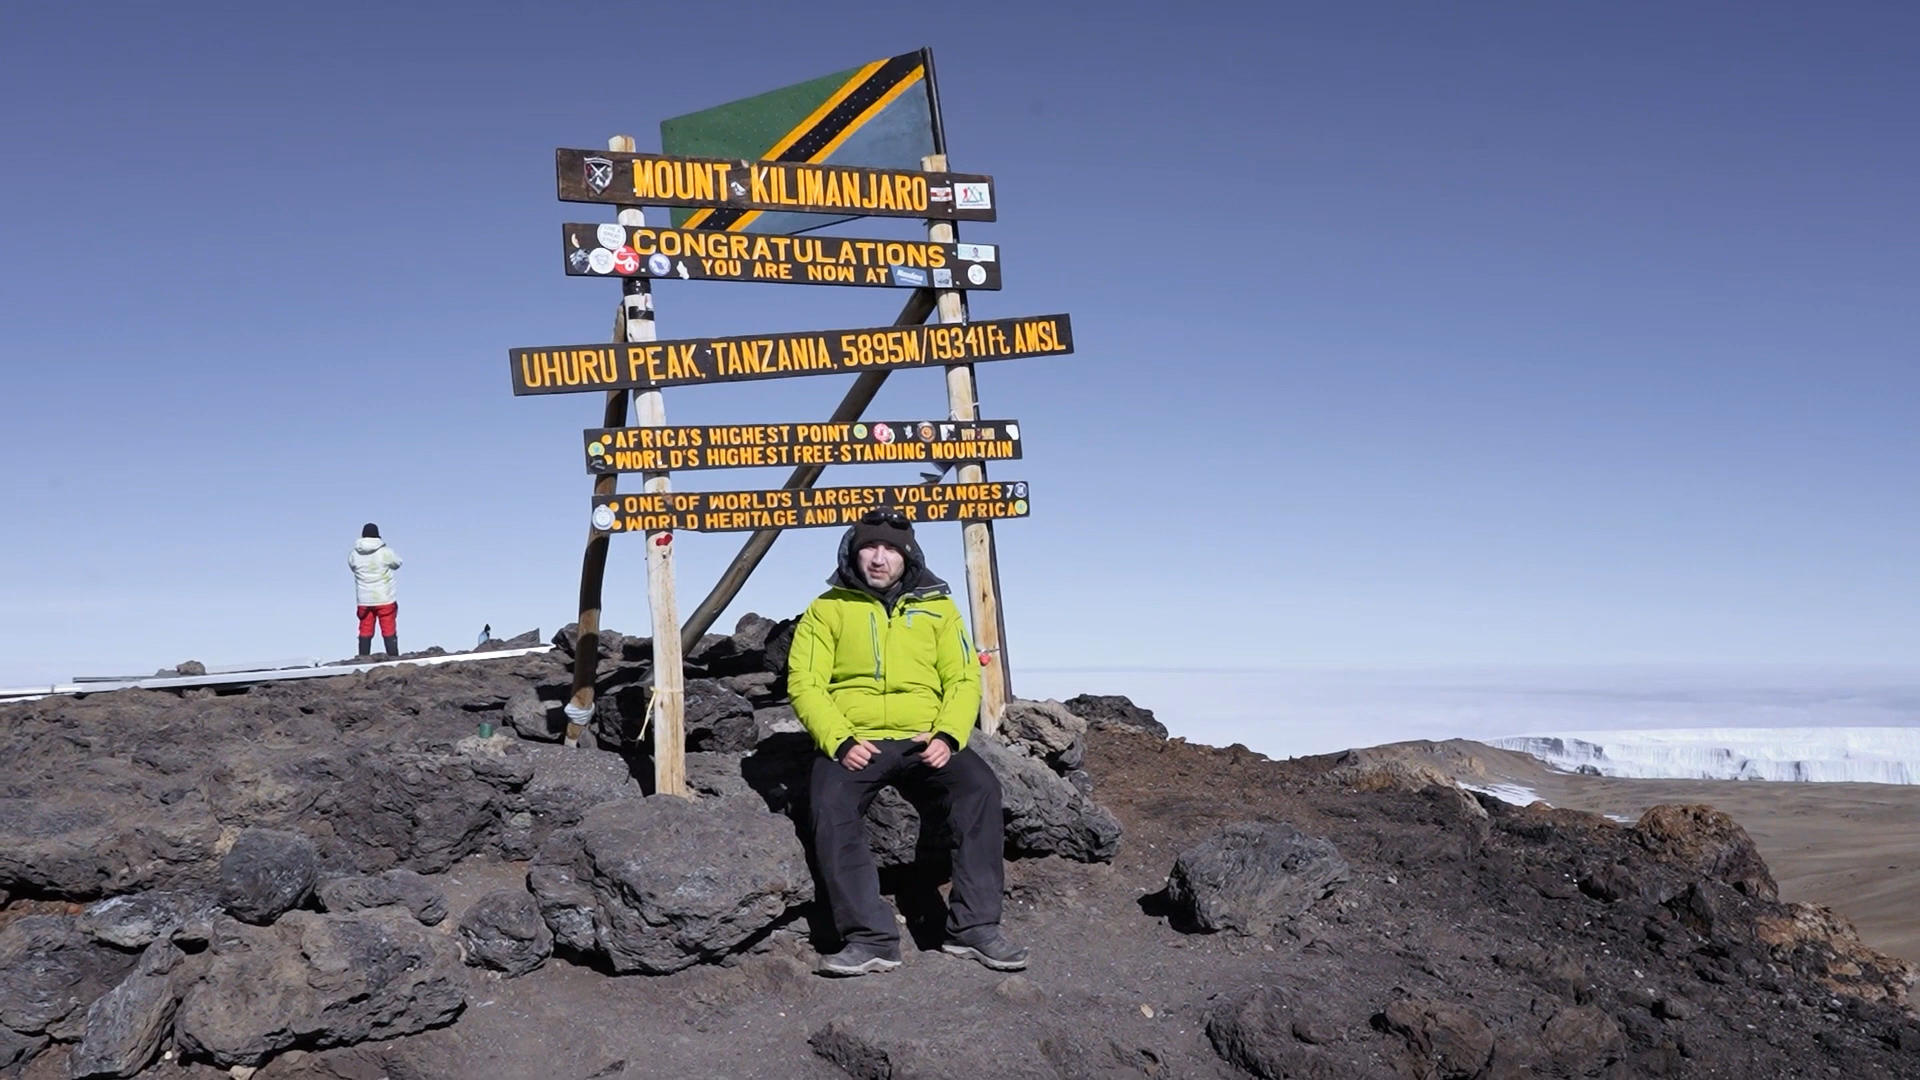 MOUNT KILIMANJARO
CONGRATULATIONS
YOU ARE NOW AT
UHURU PEAK, TANZANIA, 5895M/19341Ft AMSL
AFRICA'S HIGHEST POINT
WORLD'S HIGHEST FREE-STANDING MOUNTAIN
ONE OF WORLD'S LARGEST VOLCANOES
WORLD HERITAGE AND WONDER OF AFRICA